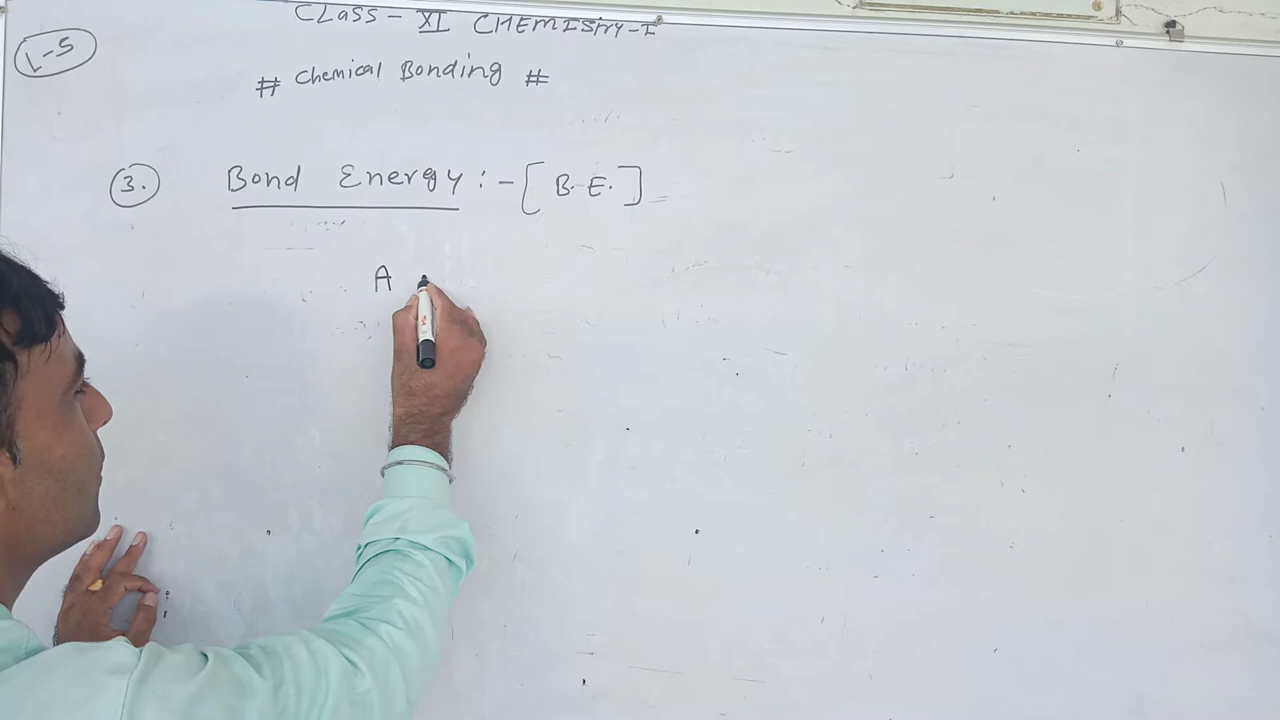 CLASS - XI CHEMIStry-I
L-5
# Chemical Bonding #
3. Bond Energy :- [ B.E. ]
A